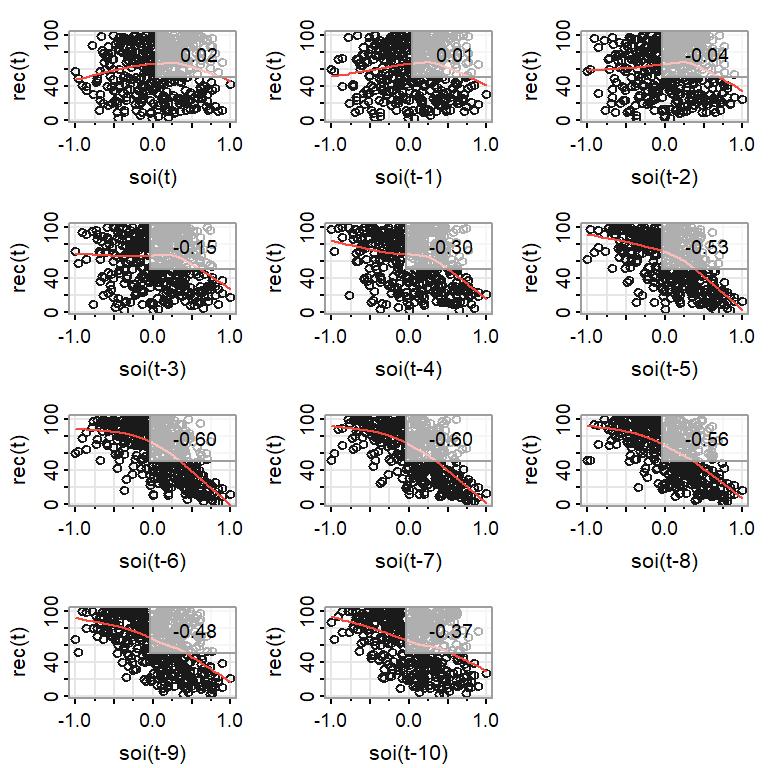 100 rec(t) 0.02 40 0 -1.0 0.0 1.0 soi(t)
100 rec(t) 0.01 40 0 -1.0 0.0 1.0 soi(t-1)
100 rec(t) -0.04 40 0 -1.0 0.0 1.0 soi(t-2)
100 rec(t) -0.15 40 0 -1.0 0.0 1.0 soi(t-3)
100 rec(t) -0.30 40 0 -1.0 0.0 1.0 soi(t-4)
100 rec(t) -0.53 40 0 -1.0 0.0 1.0 soi(t-5)
100 rec(t) -0.60 40 0 -1.0 0.0 1.0 soi(t-6)
100 rec(t) -0.60 40 0 -1.0 0.0 1.0 soi(t-7)
100 rec(t) -0.56 40 0 -1.0 0.0 1.0 soi(t-8)
100 rec(t) -0.48 40 0 -1.0 0.0 1.0 soi(t-9)
100 rec(t) -0.37 40 0 -1.0 0.0 1.0 soi(t-10)